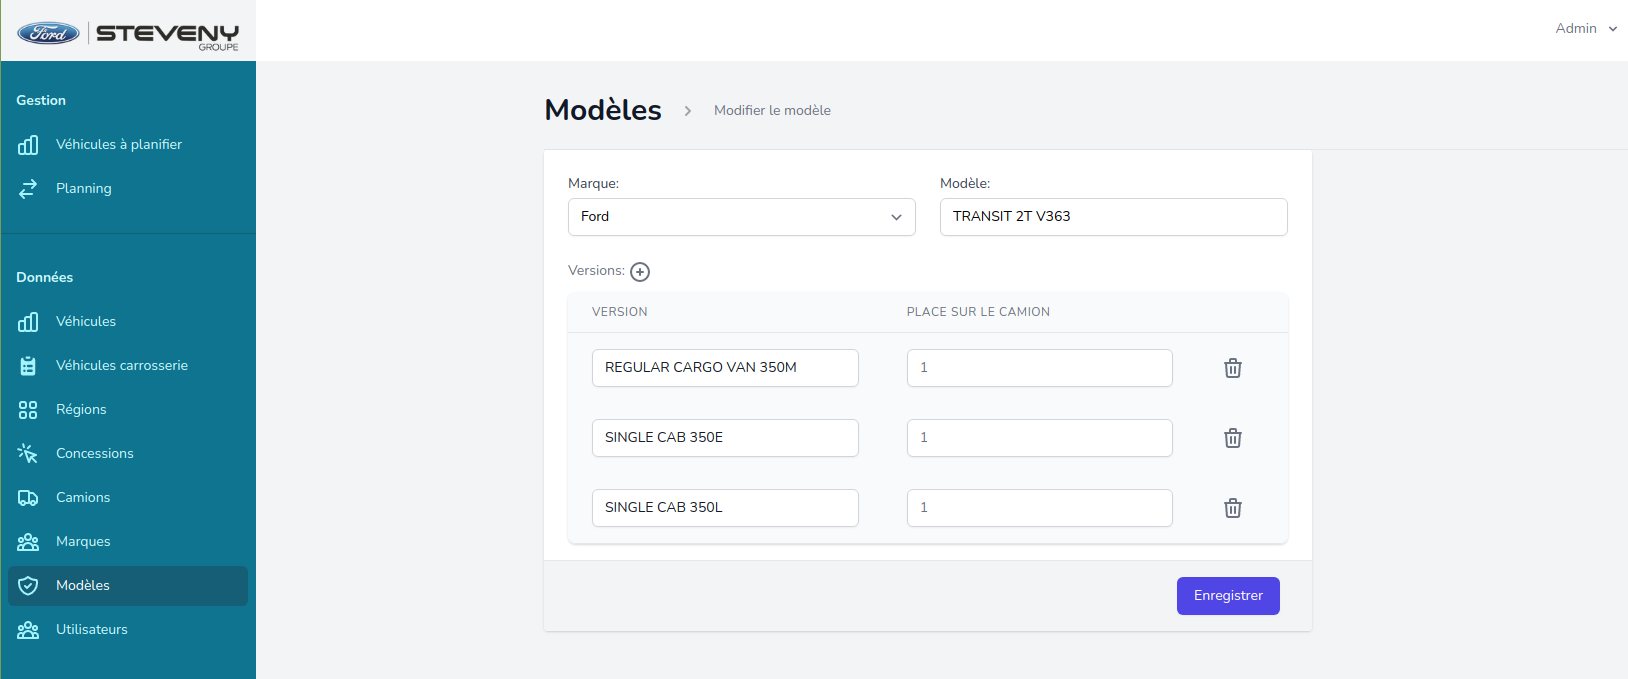 Ford STEVENY
GROUPE
Admin
Gestion
Véhicules à planifier
Planning
Données
Véhicules
Véhicules carrosserie
Régions
Concessions
Camions
Marques
Modèles
Utilisateurs
Modèles > Modifier le modèle
Marque: Modèle:
Ford TRANSIT 2T V363
Versions:
VERSION PLACE SUR LE CAMION
REGULAR CARGO VAN 350M 1
SINGLE CAB 350E 1
SINGLE CAB 350L 1
Enregistrer